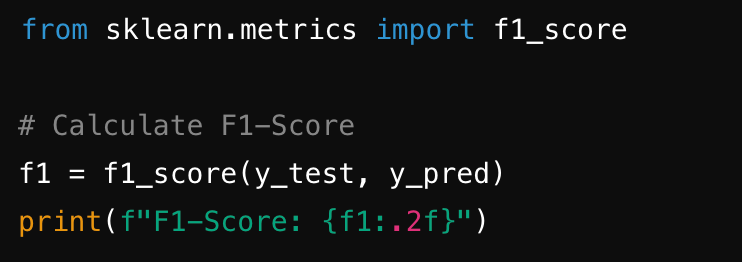 from sklearn.metrics import f1_score
# Calculate F1-Score
f1 = f1_score(y_test, y_pred)
print(f"F1-Score: {f1:.2f}")